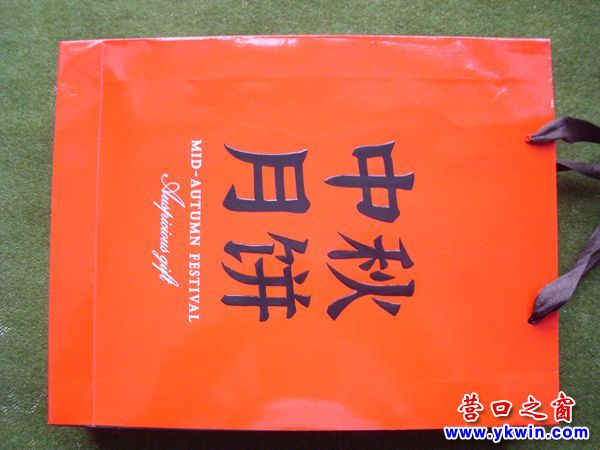 中秋
月饼
MID-AUTUMN FESTIVAL
Auspicious gift
营口之窗
www.ykwin.com